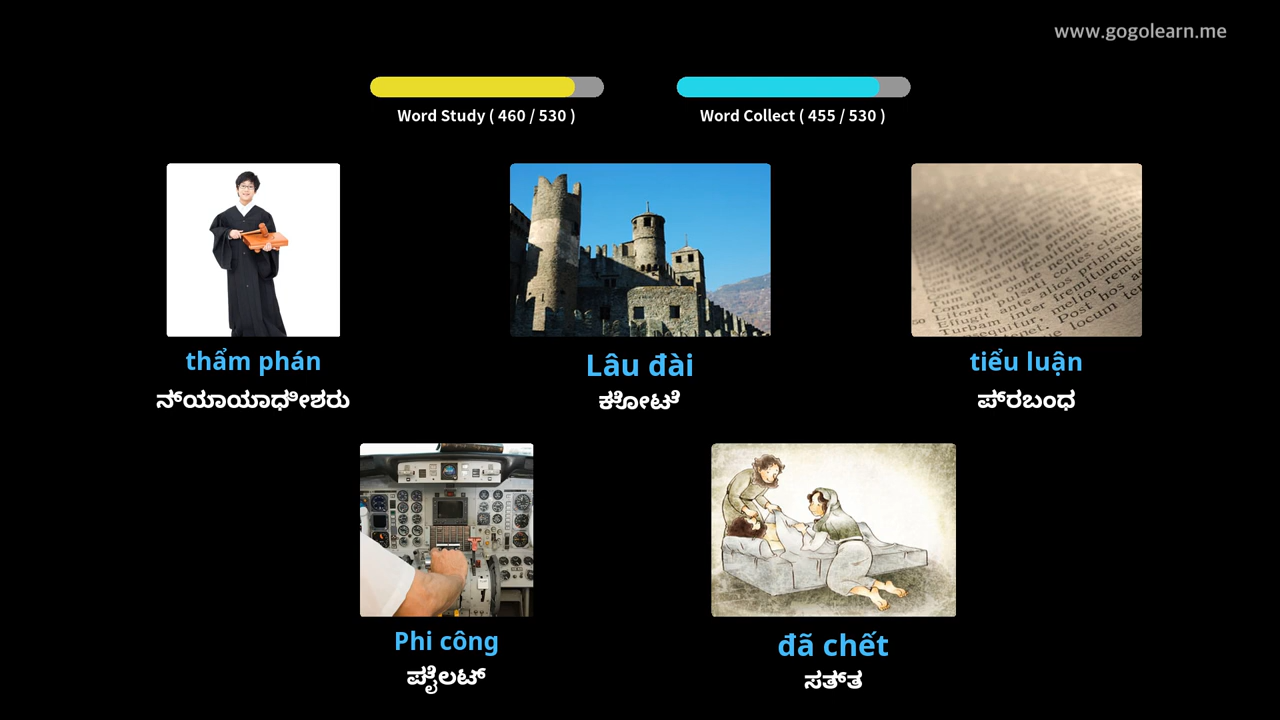 www.gogolearn.me
Word Study ( 460 / 530 )
Word Collect ( 455 / 530 )
thẩm phán
ನ್ಯಾಯಾಧೀಶರು
Lâu đài
ಕೋಟೆ
tiểu luận
ಪ್ರಬಂಧ
Phi công
ಪೈಲಟ್
đã chết
ಸತ್ತ